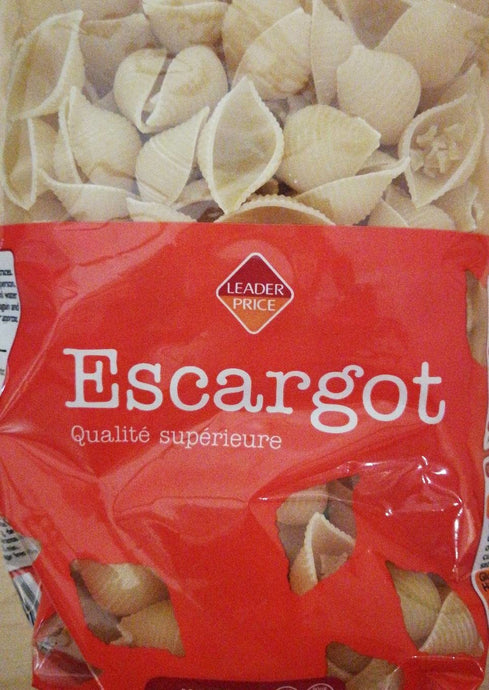 LEADER
PRICE
Escargot
Qualité supérieure